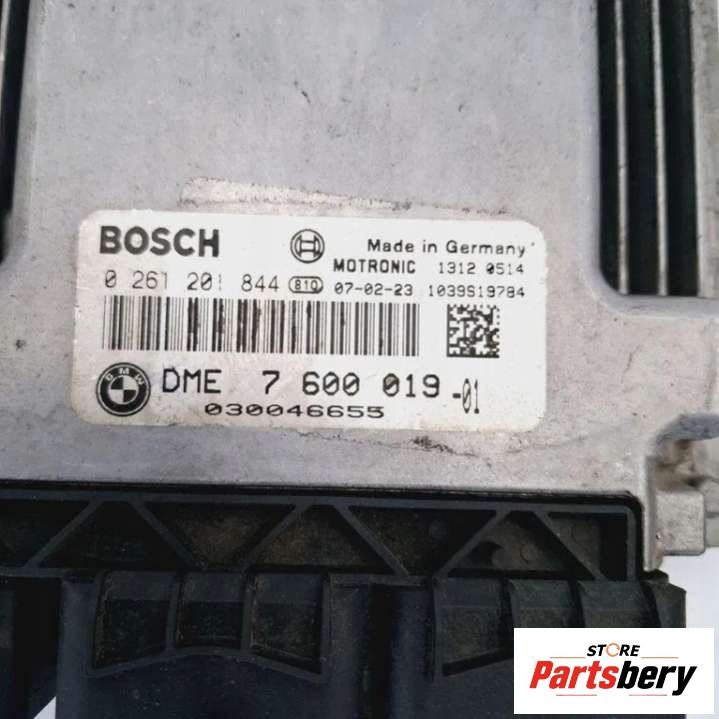 BOSCH
Made in Germany
MOTRONIC 1312 0514
0 261 201 844 810 07-02-23 1039S19784
BMW
DME 7 600 019 -01
030046655
STORE
Partsbery